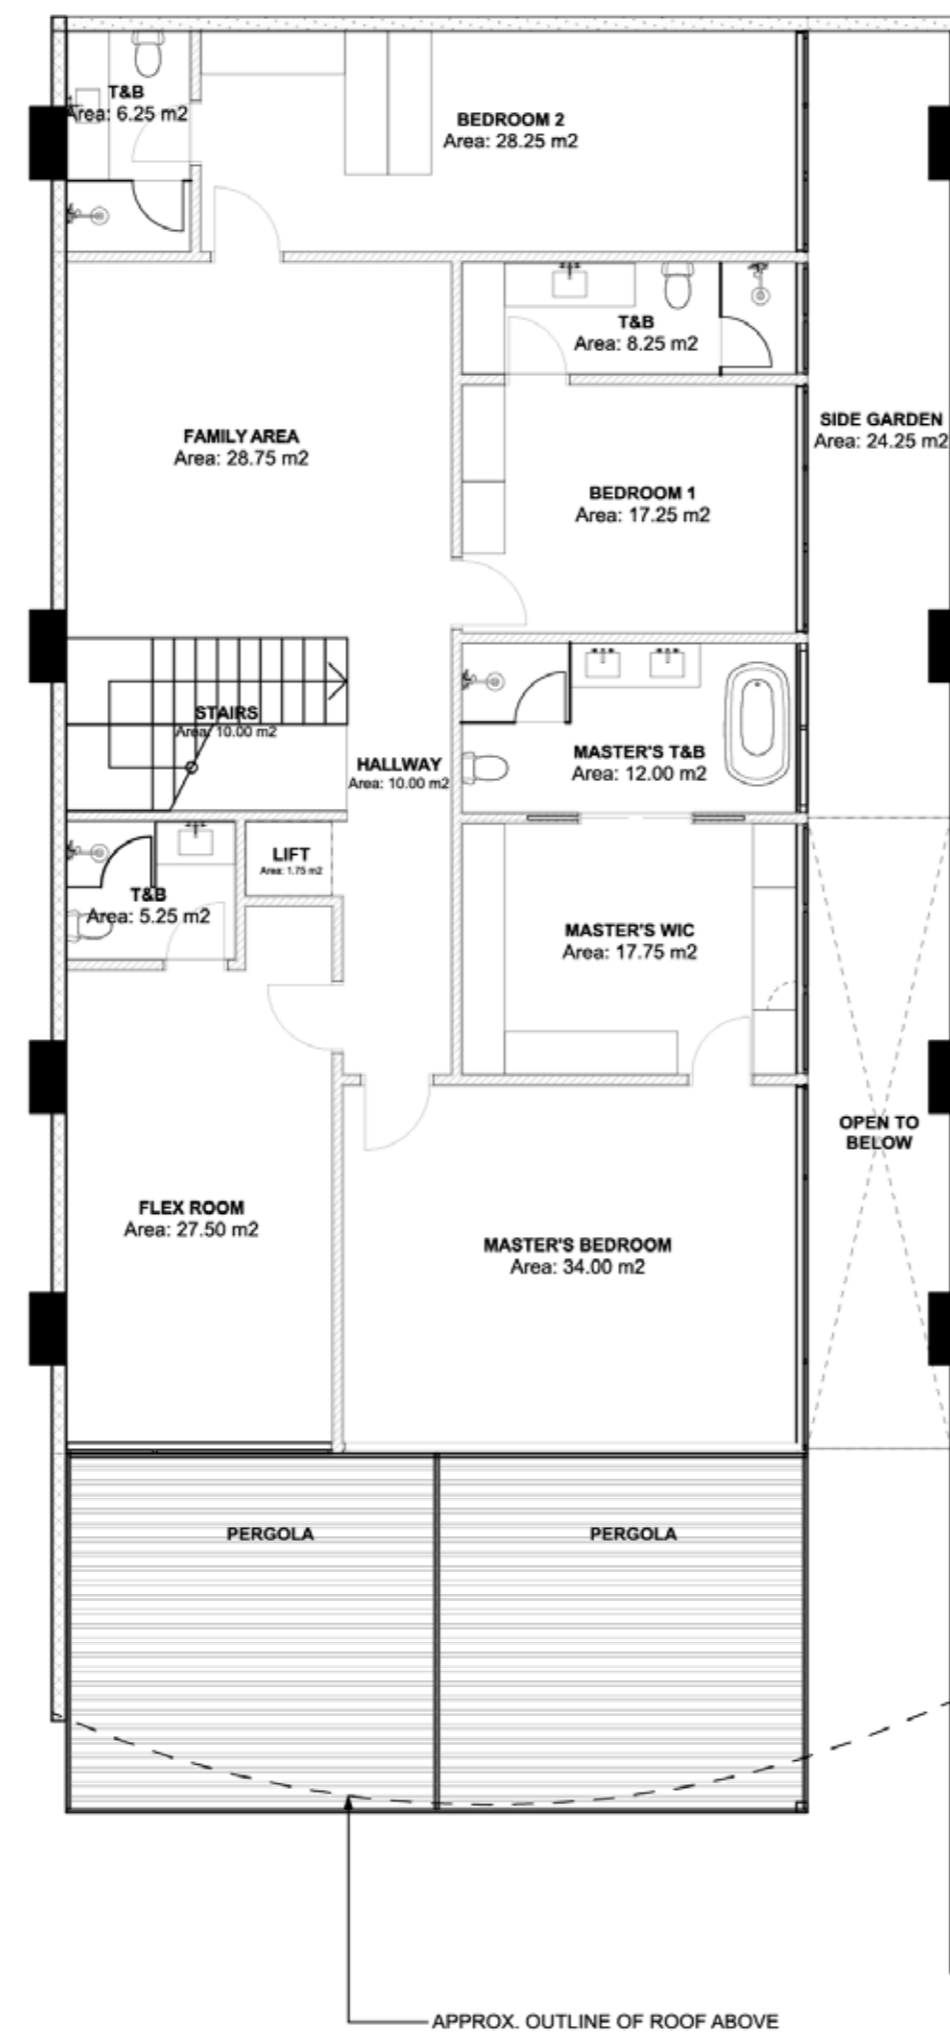 T&B
Area: 6.25 m2
BEDROOM 2
Area: 28.25 m2
T&B
Area: 8.25 m2
FAMILY AREA
Area: 28.75 m2
SIDE GARDEN
Area: 24.25 m2
BEDROOM 1
Area: 17.25 m2
STAIRS
Area: 10.00 m2
HALLWAY
Area: 10.00 m2
MASTER'S T&B
Area: 12.00 m2
LIFT
Area: 1.75 m2
T&B
Area: 5.25 m2
MASTER'S WIC
Area: 17.75 m2
OPEN TO
BELOW
FLEX ROOM
Area: 27.50 m2
MASTER'S BEDROOM
Area: 34.00 m2
PERGOLA
PERGOLA
APPROX. OUTLINE OF ROOF ABOVE